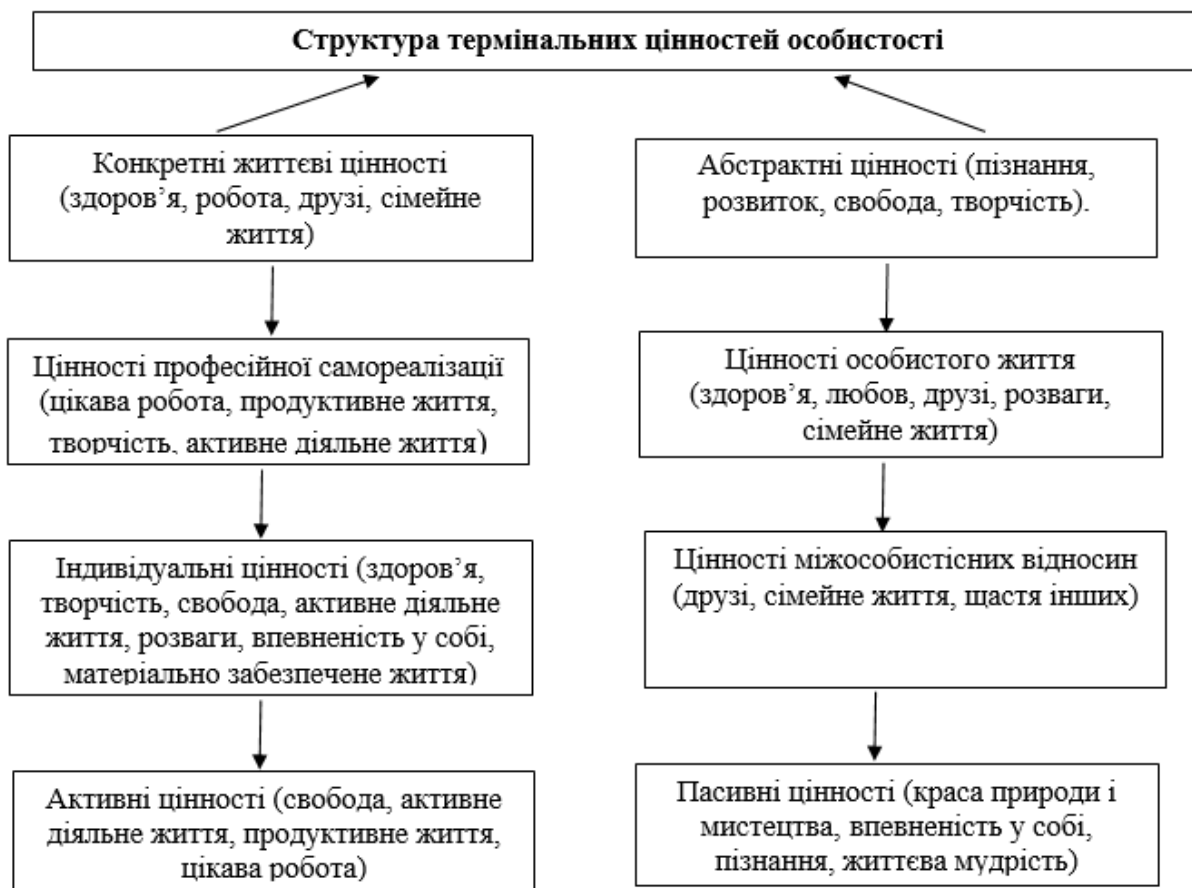 Структура термінальних цінностей особистості
Конкретні життєві цінності
(здоров’я, робота, друзі, сімейне
життя)
Абстрактні цінності (пізнання,
розвиток, свобода, творчість).
Цінності професійної самореалізації
(цікава робота, продуктивне життя,
творчість, активне діяльне життя)
Цінності особистого життя
(здоров’я, любов, друзі, розваги,
сімейне життя)
Індивідуальні цінності (здоров’я,
творчість, свобода, активне діяльне
життя, розваги, впевненість у собі,
матеріально забезпечене життя)
Цінності міжособистісних відносин
(друзі, сімейне життя, щастя інших)
Активні цінності (свобода, активне
діяльне життя, продуктивне життя,
цікава робота)
Пасивні цінності (краса природи і
мистецтва, впевненість у собі,
пізнання, життєва мудрість)